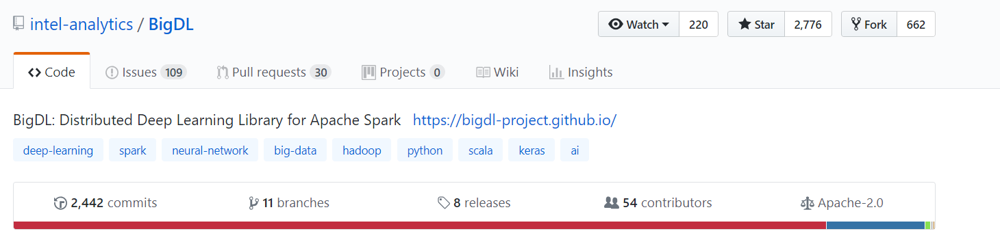 intel-analytics / BigDL Watch 220 Star 2,776 Fork 662
Code Issues 109 Pull requests 30 Projects 0 Wiki Insights
BigDL: Distributed Deep Learning Library for Apache Spark https://bigdl-project.github.io/
deep-learning spark neural-network big-data hadoop python scala keras ai
2,442 commits 11 branches 8 releases 54 contributors Apache-2.0